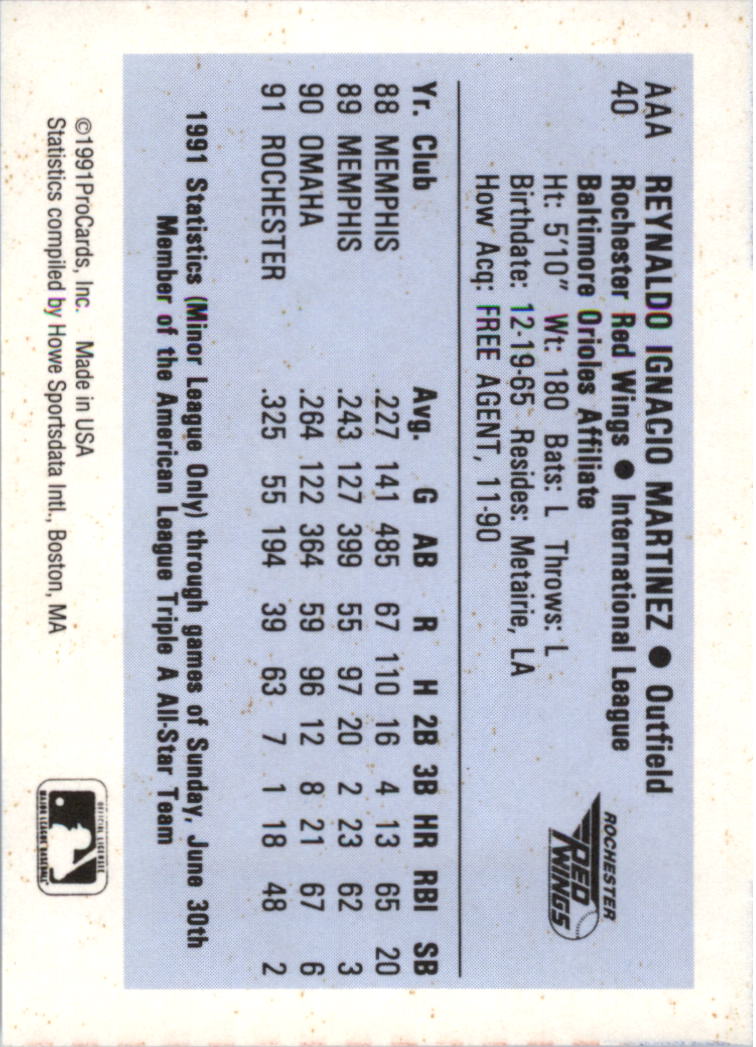 AAA REYNALDO IGNACIO MARTINEZ ● Outfield
40 Rochester Red Wings ● International League
Baltimore Orioles Affiliate
Ht: 5'10" Wt: 180 Bats: L Throws: L
Birthdate: 12-19-65 Resides: Metairie, LA
How Acq: FREE AGENT, 11-90
ROCHESTER
RED
WINGS
Yr. Club Avg. G AB R H 2B 3B HR RBI SB
88 MEMPHIS .227 141 485 67 110 16 4 13 65 20
89 MEMPHIS .243 127 399 55 97 20 2 23 62 3
90 OMAHA .264 122 364 59 96 12 8 21 67 6
91 ROCHESTER .325 55 194 39 63 7 1 18 48 2
1991 Statistics (Minor League Only) through games of Sunday, June 30th
Member of the American League Triple A All-Star Team
©1991ProCards, Inc. Made in USA
Statistics compiled by Howe Sportsdata Intl., Boston, MA
OFFICIAL LICENSEE
MAJOR LEAGUE BASEBALL